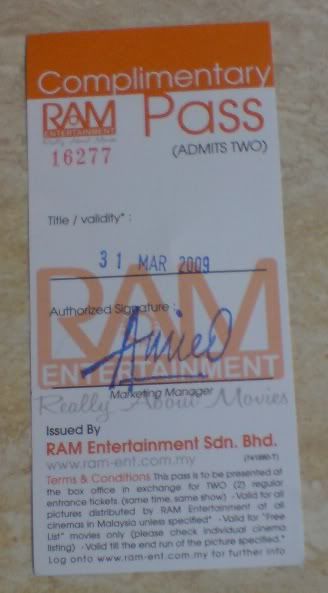 Complimentary
RAM
ENTERTAINMENT
Really About Movies
Pass
16277
(ADMITS TWO)
Title / validity* :
31 MAR 2009
Authorized Signature :
RAM
ENTERTAINMENT
Marketing Manager
Really About Movies
Issued By
RAM Entertainment Sdn. Bhd.
www.ram-ent.com.my
Terms & Conditions This pass is to be presented at
the box office in exchange for TWO (2) regular
entrance tickets (same time, same show) - Valid for all
pictures distributed by RAM Entertainment at all
cinemas in Malaysia unless specified* - Valid for "Free
List" movies only (please check individual cinema
listing) - Valid till the end run of the picture specified.*
Log onto www.ram-ent.com.my for further info